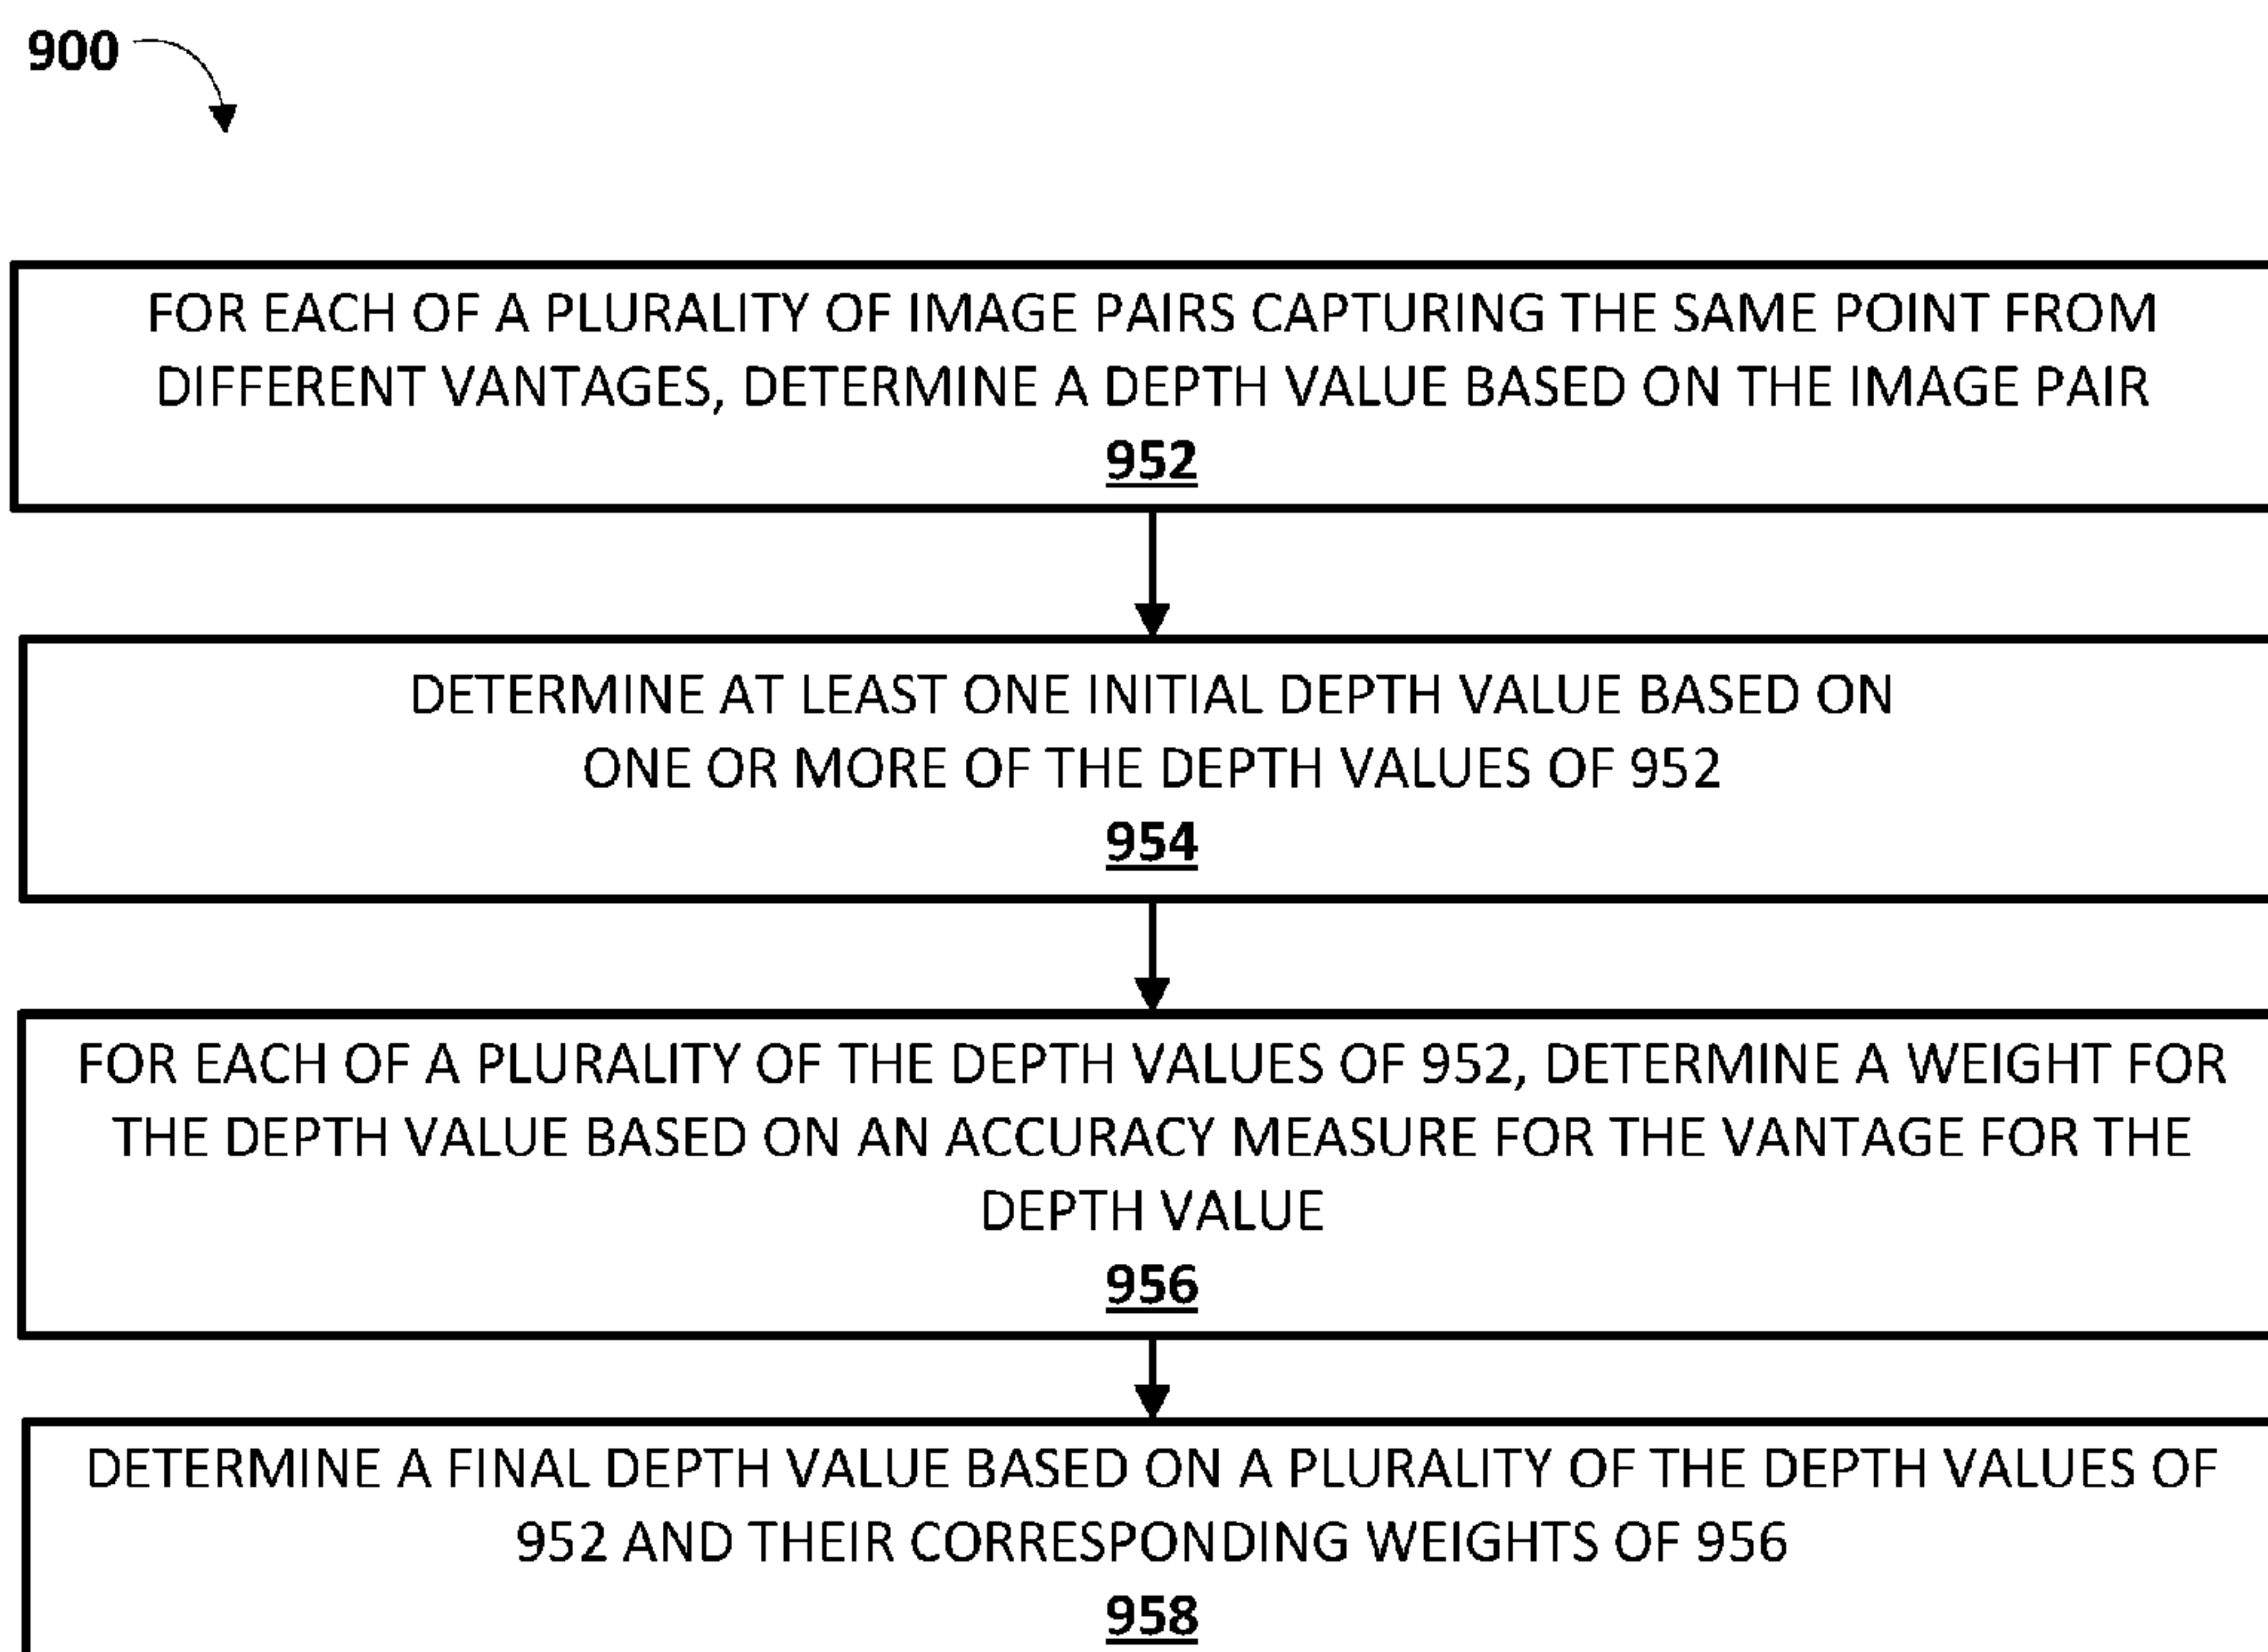 900
FOR EACH OF A PLURALITY OF IMAGE PAIRS CAPTURING THE SAME POINT FROM
DIFFERENT VANTAGES, DETERMINE A DEPTH VALUE BASED ON THE IMAGE PAIR
952
DETERMINE AT LEAST ONE INITIAL DEPTH VALUE BASED ON
ONE OR MORE OF THE DEPTH VALUES OF 952
954
FOR EACH OF A PLURALITY OF THE DEPTH VALUES OF 952, DETERMINE A WEIGHT FOR
THE DEPTH VALUE BASED ON AN ACCURACY MEASURE FOR THE VANTAGE FOR THE
DEPTH VALUE
956
DETERMINE A FINAL DEPTH VALUE BASED ON A PLURALITY OF THE DEPTH VALUES OF
952 AND THEIR CORRESPONDING WEIGHTS OF 956
958